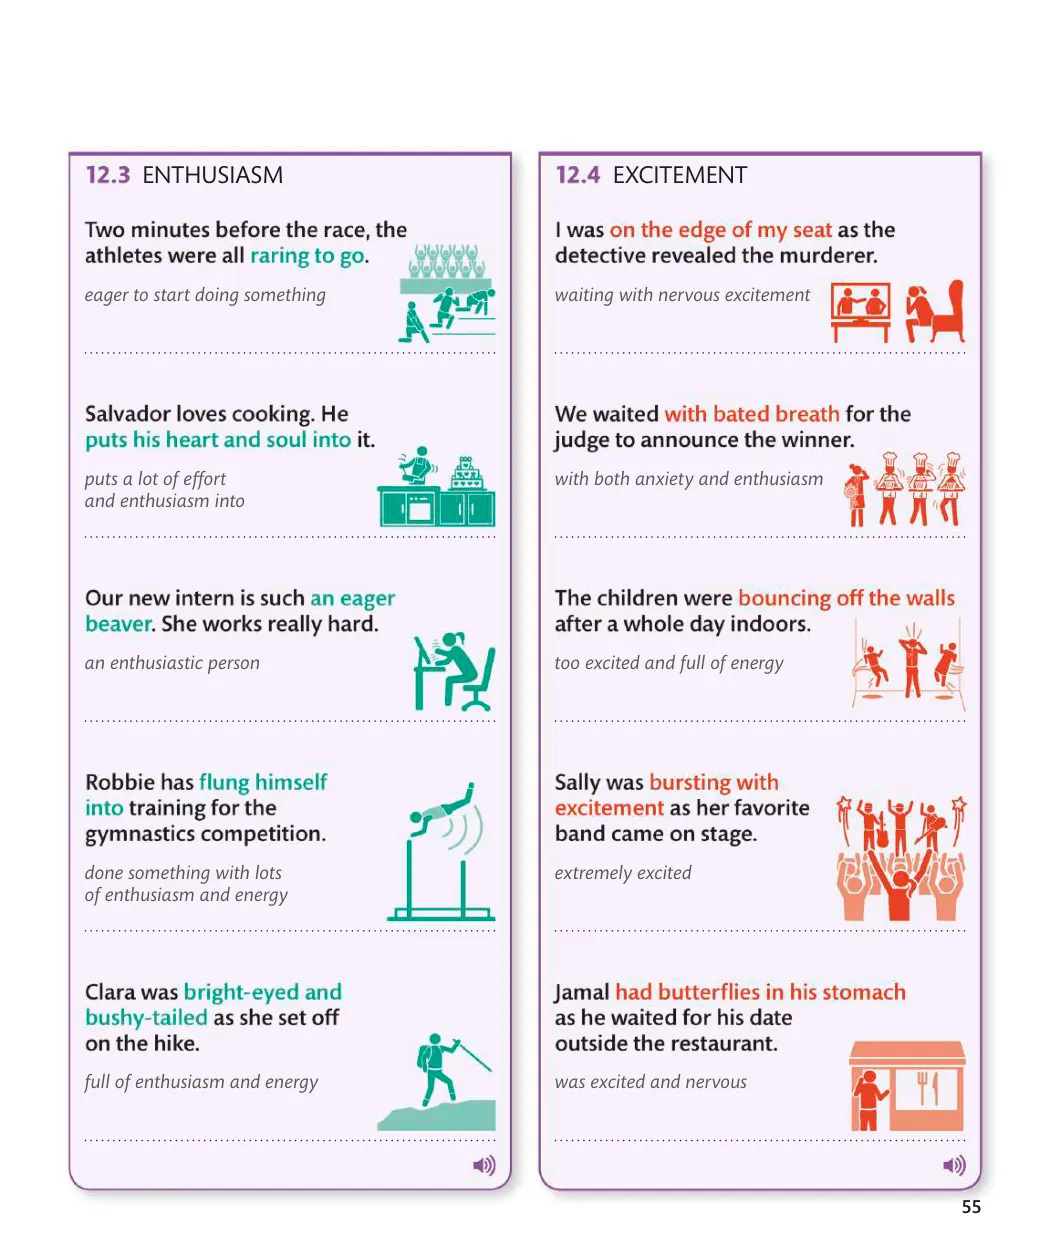 12.3 ENTHUSIASM
Two minutes before the race, the
athletes were all raring to go.
eager to start doing something
Salvador loves cooking. He
puts his heart and soul into it.
puts a lot of effort
and enthusiasm into
Our new intern is such an eager
beaver. She works really hard.
an enthusiastic person
Robbie has flung himself
into training for the
gymnastics competition.
done something with lots
of enthusiasm and energy
Clara was bright-eyed and
bushy-tailed as she set off
on the hike.
full of enthusiasm and energy
12.4 EXCITEMENT
I was on the edge of my seat as the
detective revealed the murderer.
waiting with nervous excitement
We waited with bated breath for the
judge to announce the winner.
with both anxiety and enthusiasm
The children were bouncing off the walls
after a whole day indoors.
too excited and full of energy
Sally was bursting with
excitement as her favorite
band came on stage.
extremely excited
Jamal had butterflies in his stomach
as he waited for his date
outside the restaurant.
was excited and nervous
55